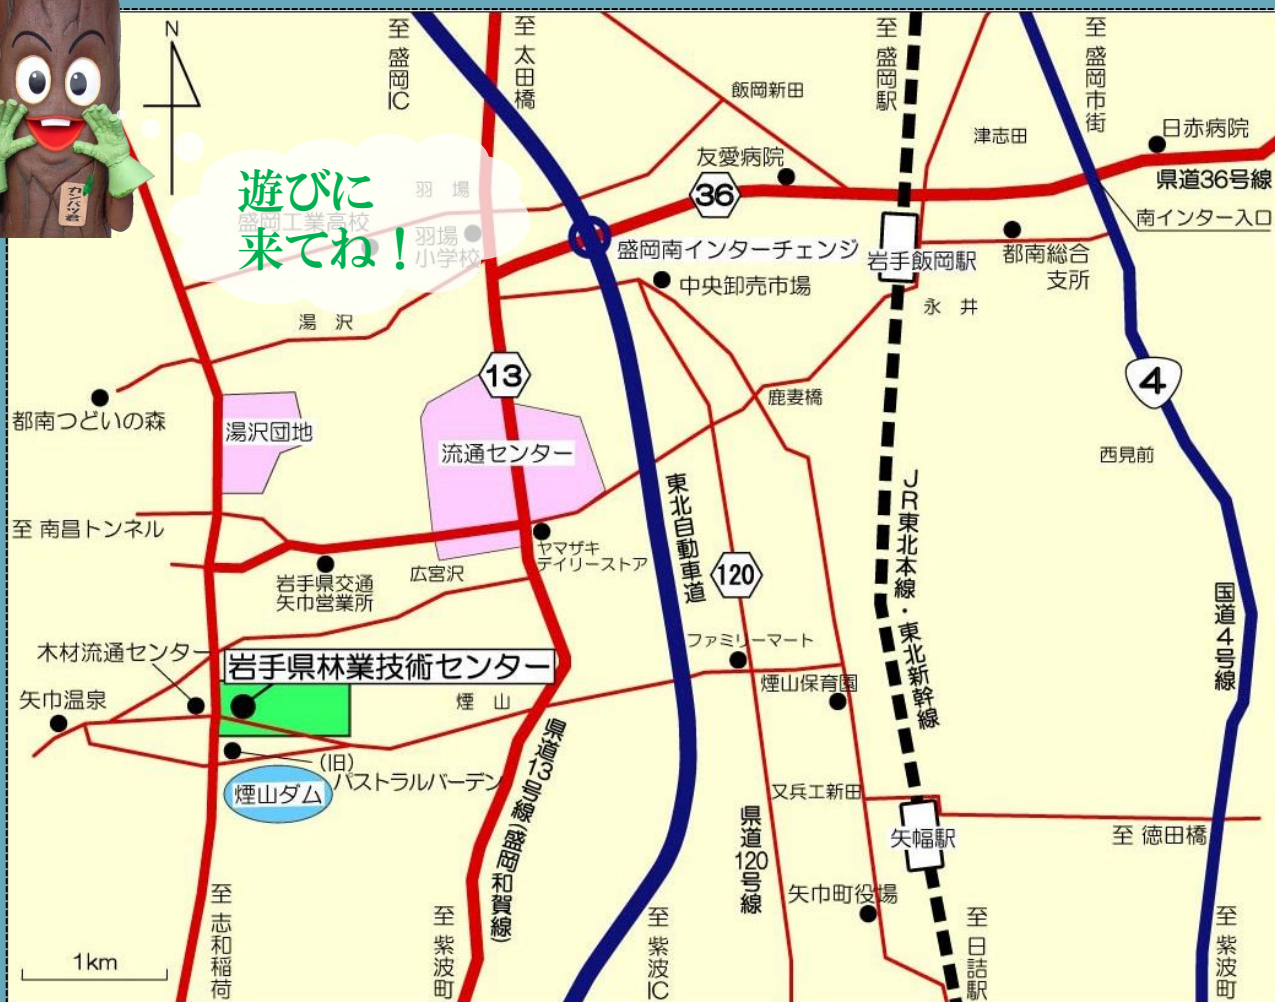 N
至 盛岡IC
至 太田橋
至 盛岡駅
至 盛岡市街
飯岡新田
津志田
日赤病院
友愛病院
36
県道36号線
カンバツ君
遊びに
来てね！
羽 場
盛岡工業高校
羽場
小学校
盛岡南インターチェンジ
岩手飯岡駅
南インター入口
都南総合
支所
中央卸売市場
永 井
湯 沢
13
4
都南つどいの森
鹿妻橋
湯沢団地
流通センター
西見前
東北自動車道
JR東北本線・東北新幹線
至 南昌トンネル
ヤマザキ
デイリーストア
広宮沢
岩手県交通
矢巾営業所
120
国道4号線
ファミリーマート
木材流通センター
岩手県林業技術センター
矢巾温泉
煙 山
煙山保育園
県道13号線(盛岡和賀線)
(旧)
パストラルバーデン
煙山ダム
又兵エ新田
県道120号線
矢幅駅
至 徳田橋
矢巾町役場
至 志和稲荷
至 紫波町
至 紫波IC
至 日詰駅
至 紫波町
1km